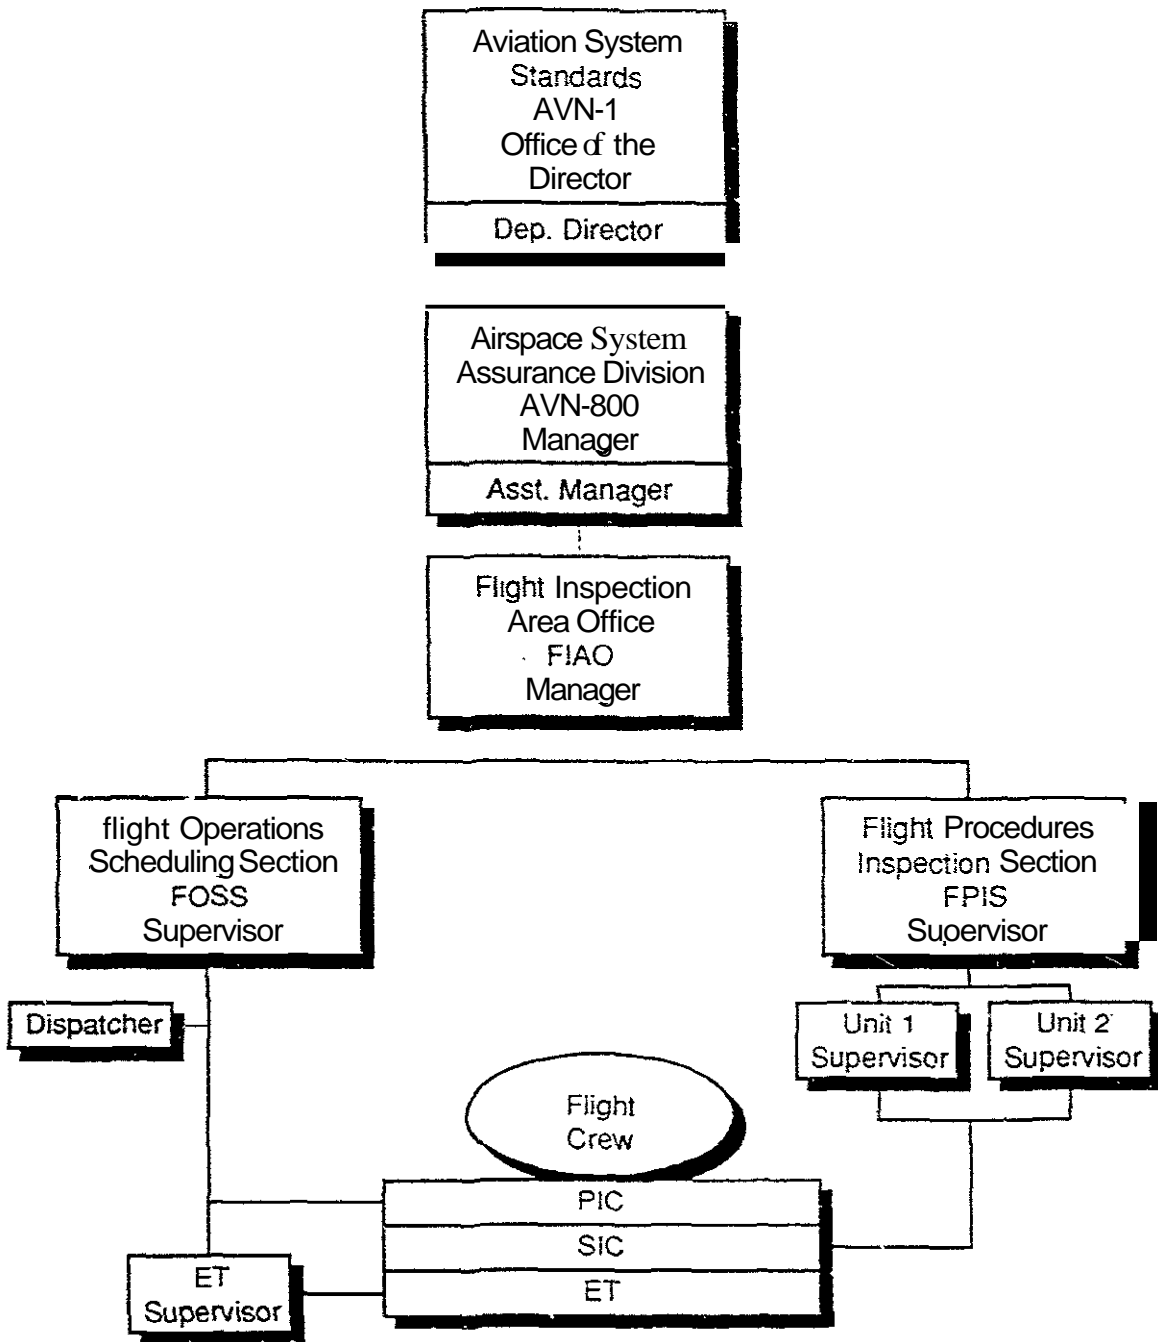 Aviation System
Standards
AVN-1
Office of the
Director
Dep. Director
Airspace System
Assurance Division
AVN-800
Manager
Asst. Manager
Flight Inspection
Area Office
FIAO
Manager
flight Operations
Scheduling Section
FOSS
Supervisor
Flight Procedures
Inspection Section
FPIS
Supervisor
Dispatcher
Unit 1
Supervisor
Unit 2
Supervisor
Flight
Crew
PIC
SIC
ET
ET
Supervisor